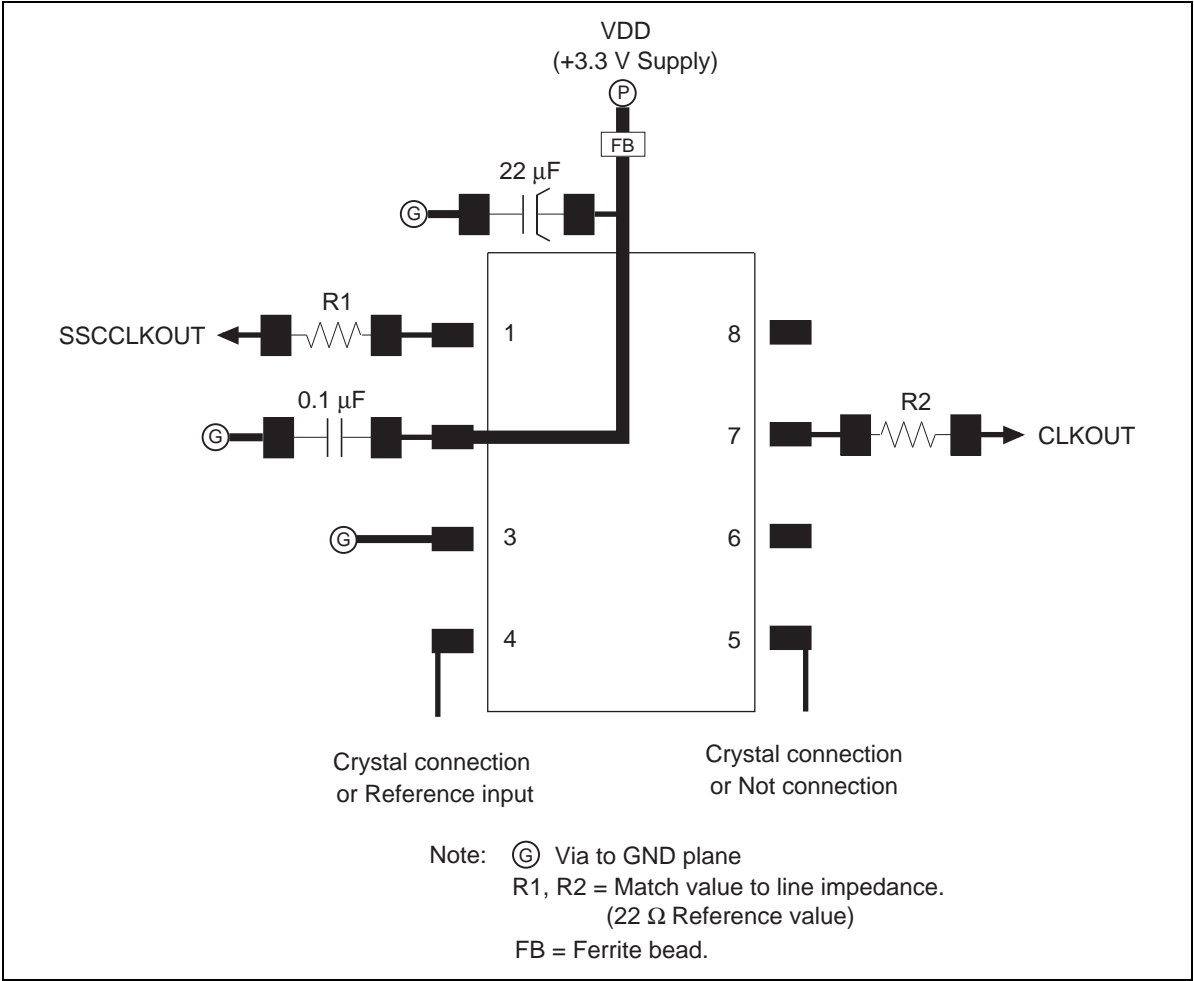 VDD
(+3.3 V Supply)
P
FB
22 μF
G
R1
SSCCLKOUT
1
8
0.1 μF
G
R2
7
CLKOUT
G
3
6
4
5
Crystal connection
or Reference input
Crystal connection
or Not connection
Note: G Via to GND plane
R1, R2 = Match value to line impedance.
(22 Ω Reference value)
FB = Ferrite bead.